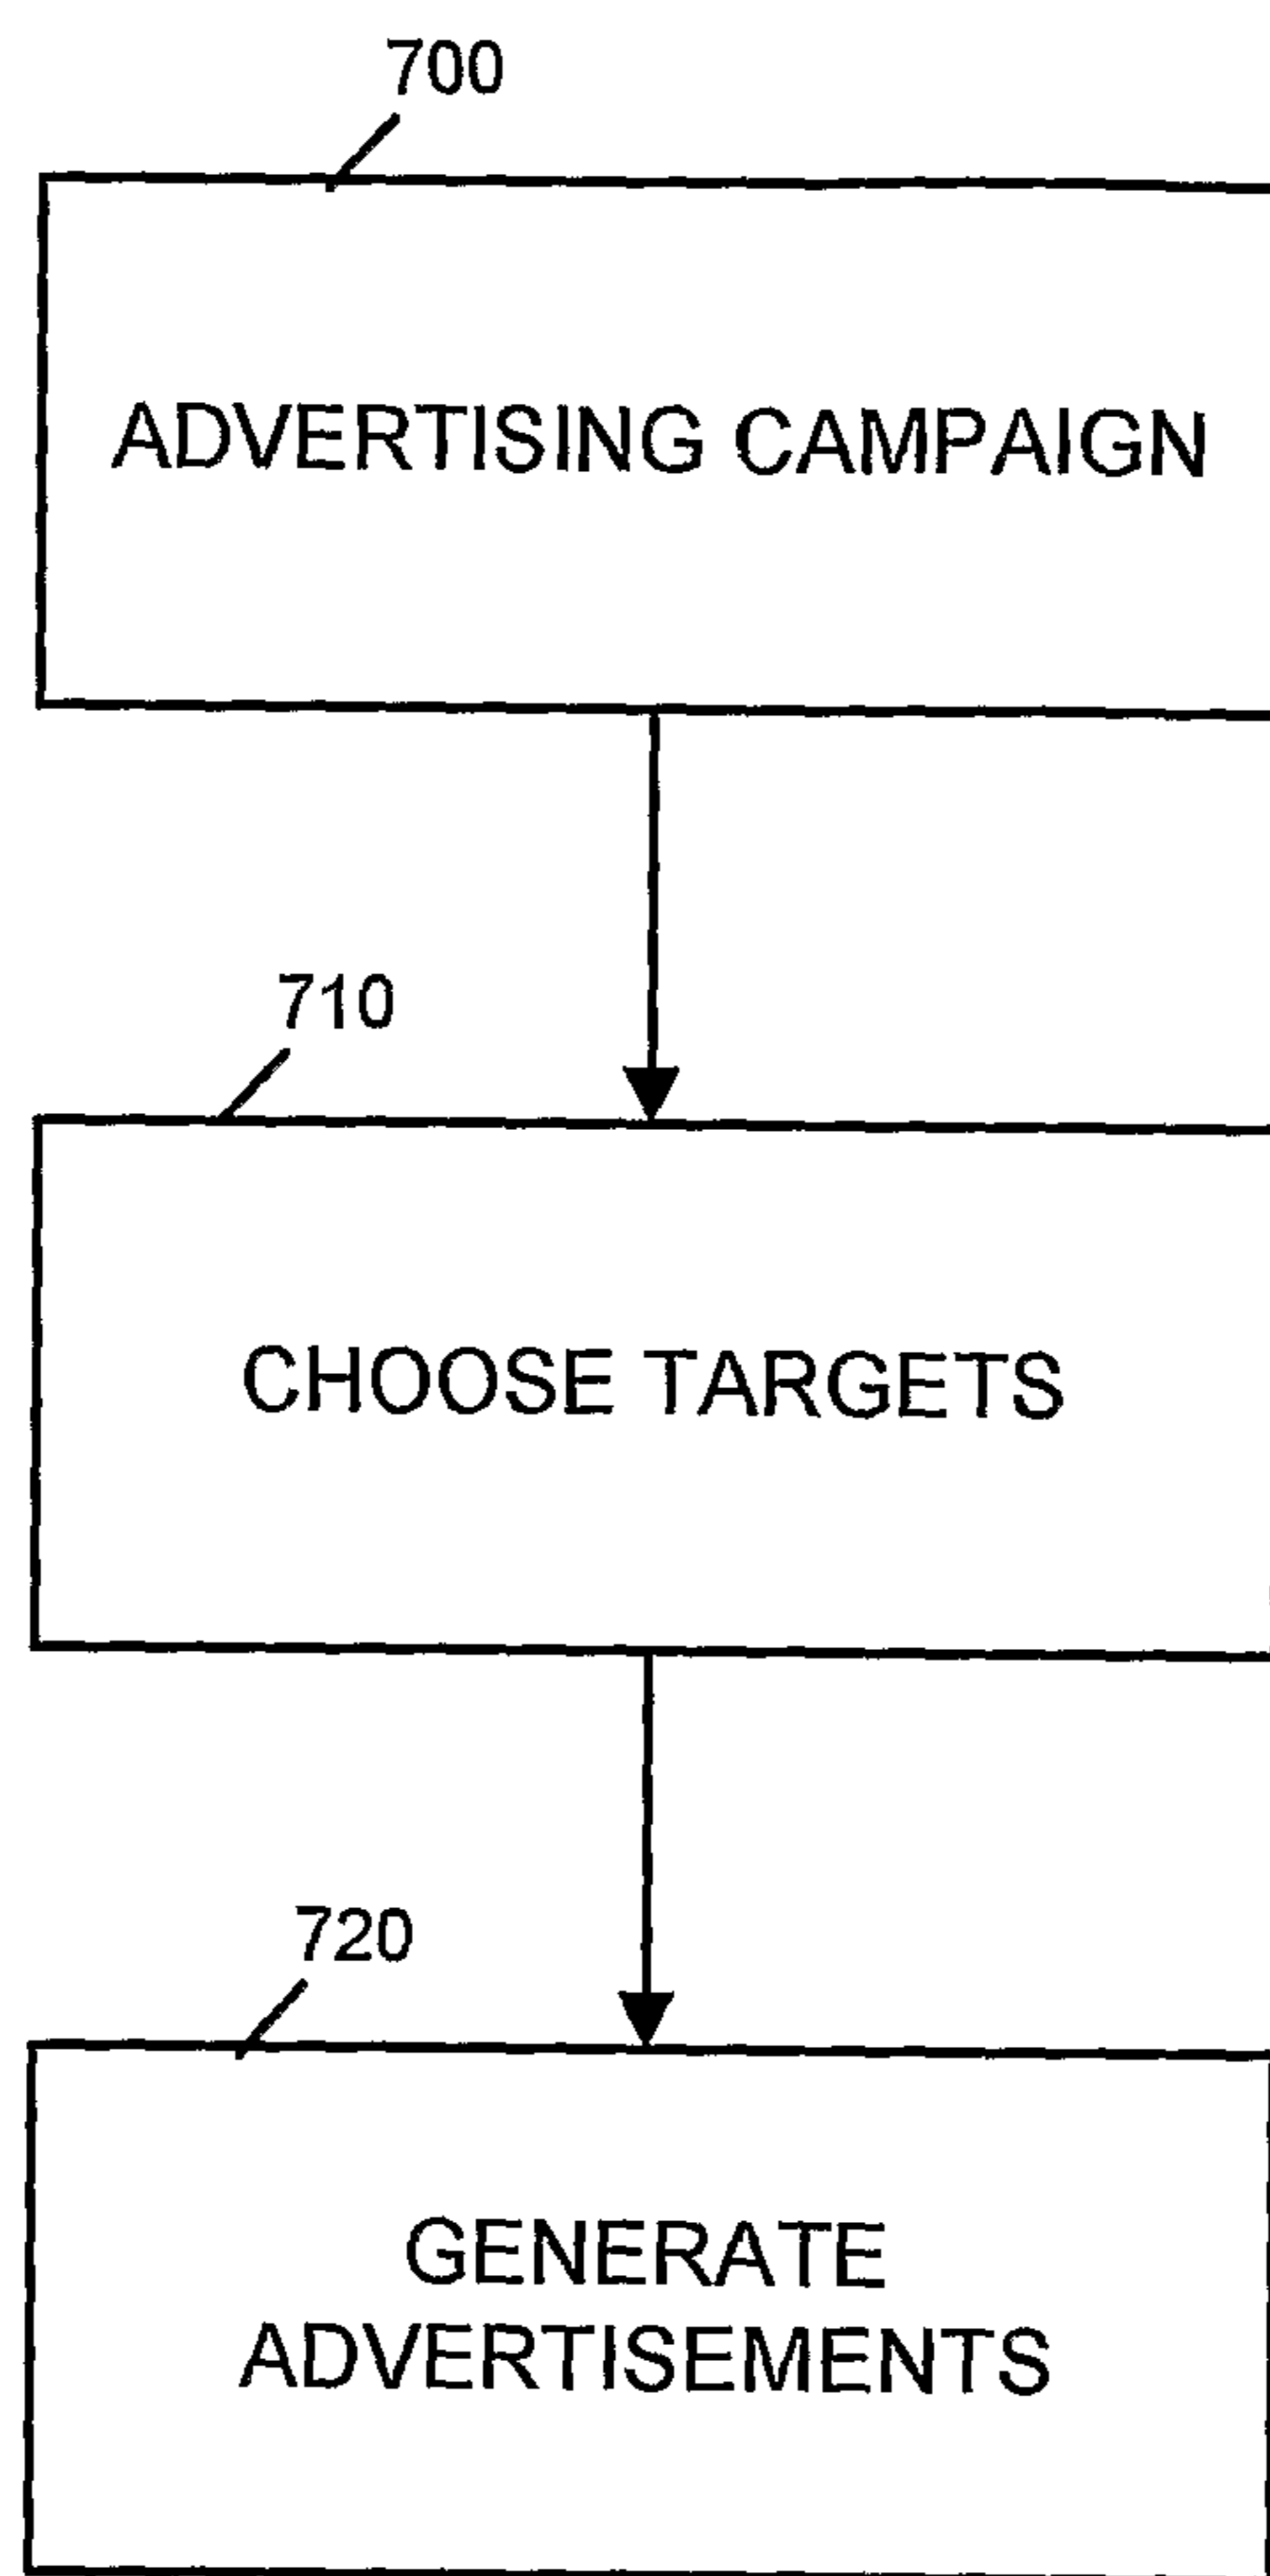 700
ADVERTISING CAMPAIGN
710
CHOOSE TARGETS
720
GENERATE
ADVERTISEMENTS